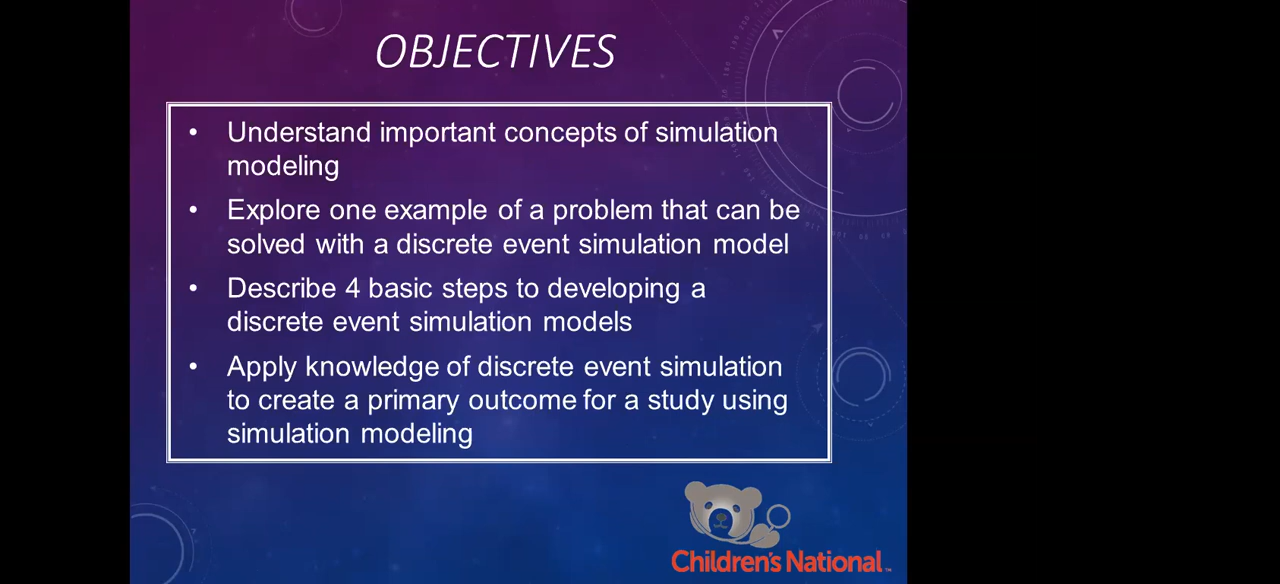 OBJECTIVES
• Understand important concepts of simulation
modeling
• Explore one example of a problem that can be
solved with a discrete event simulation model
• Describe 4 basic steps to developing a
discrete event simulation models
• Apply knowledge of discrete event simulation
to create a primary outcome for a study using
simulation modeling
Children's National™